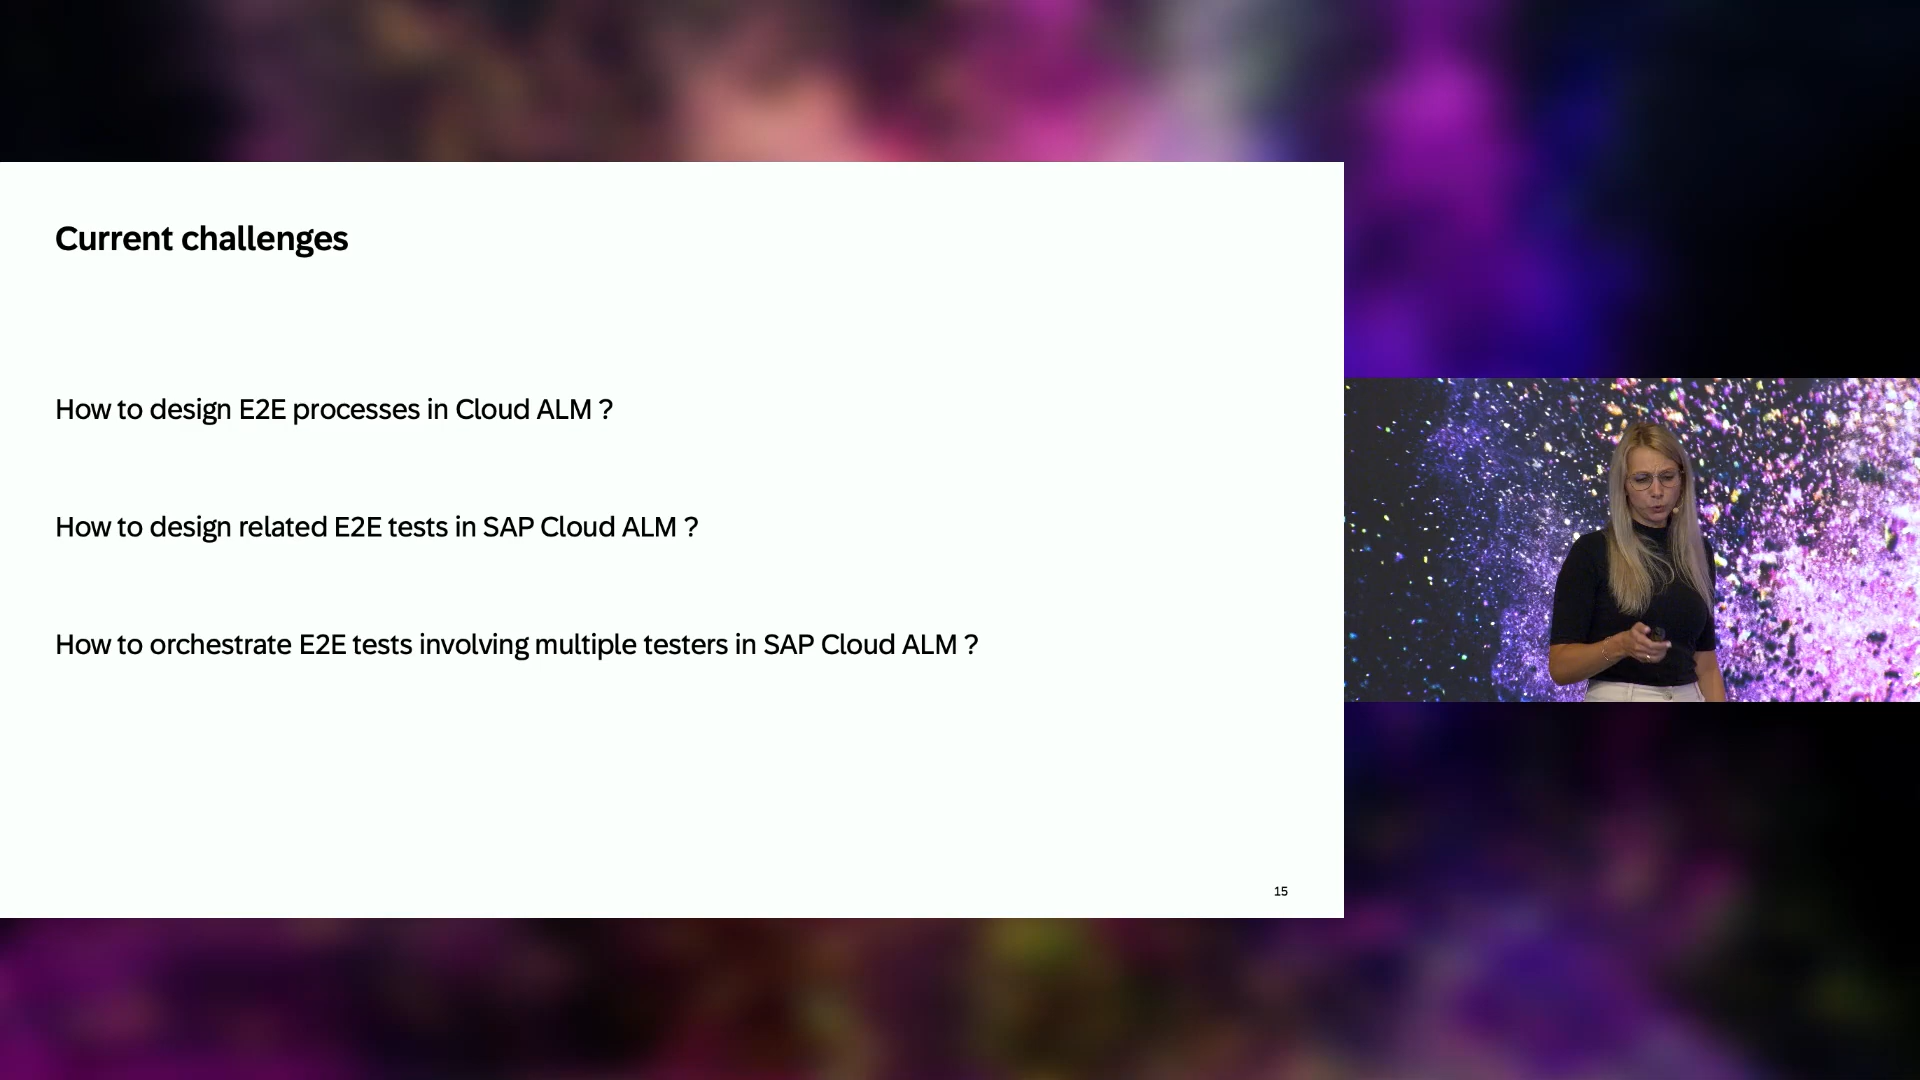 Current challenges
How to design E2E processes in Cloud ALM ?
How to design related E2E tests in SAP Cloud ALM ?
How to orchestrate E2E tests involving multiple testers in SAP Cloud ALM ?
15